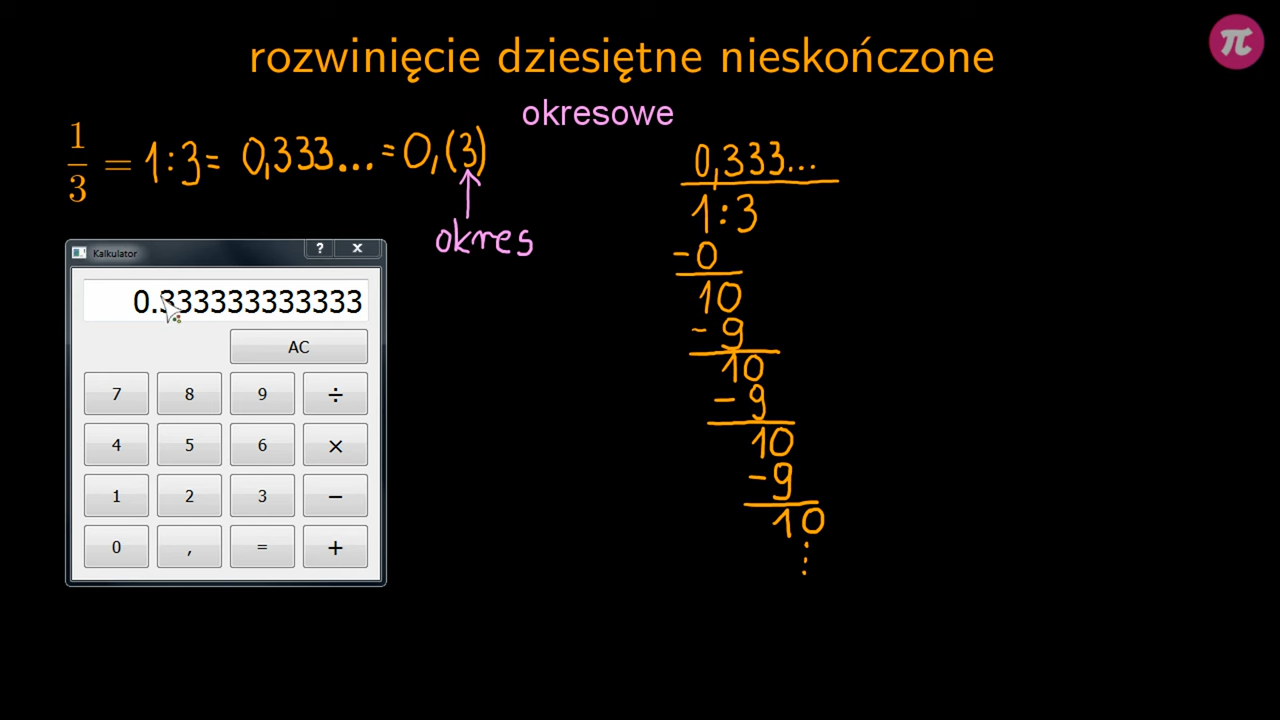 π
rozwinięcie dziesiętne nieskończone
okresowe
1/3 = 1:3= 0,333... = 0,(3)
okres
Kalkulator ? X
0.333333333333
AC
7 8 9 ÷
4 5 6 ×
1 2 3 −
0 , = +
0,333...
1:3
-0
10
-9
10
-9
10
-9
10
⋮